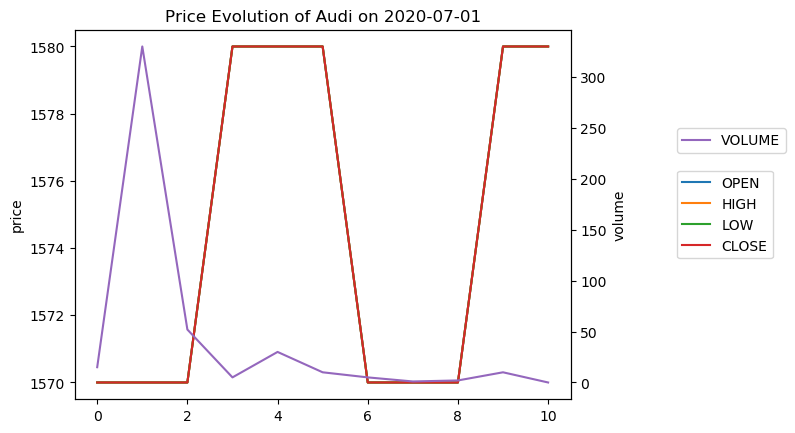 Price Evolution of Audi on 2020-07-01
1580
1578
1576
1574
1572
1570
price
0
2
4
6
8
10
300
250
200
150
100
50
0
volume
VOLUME
OPEN
HIGH
LOW
CLOSE